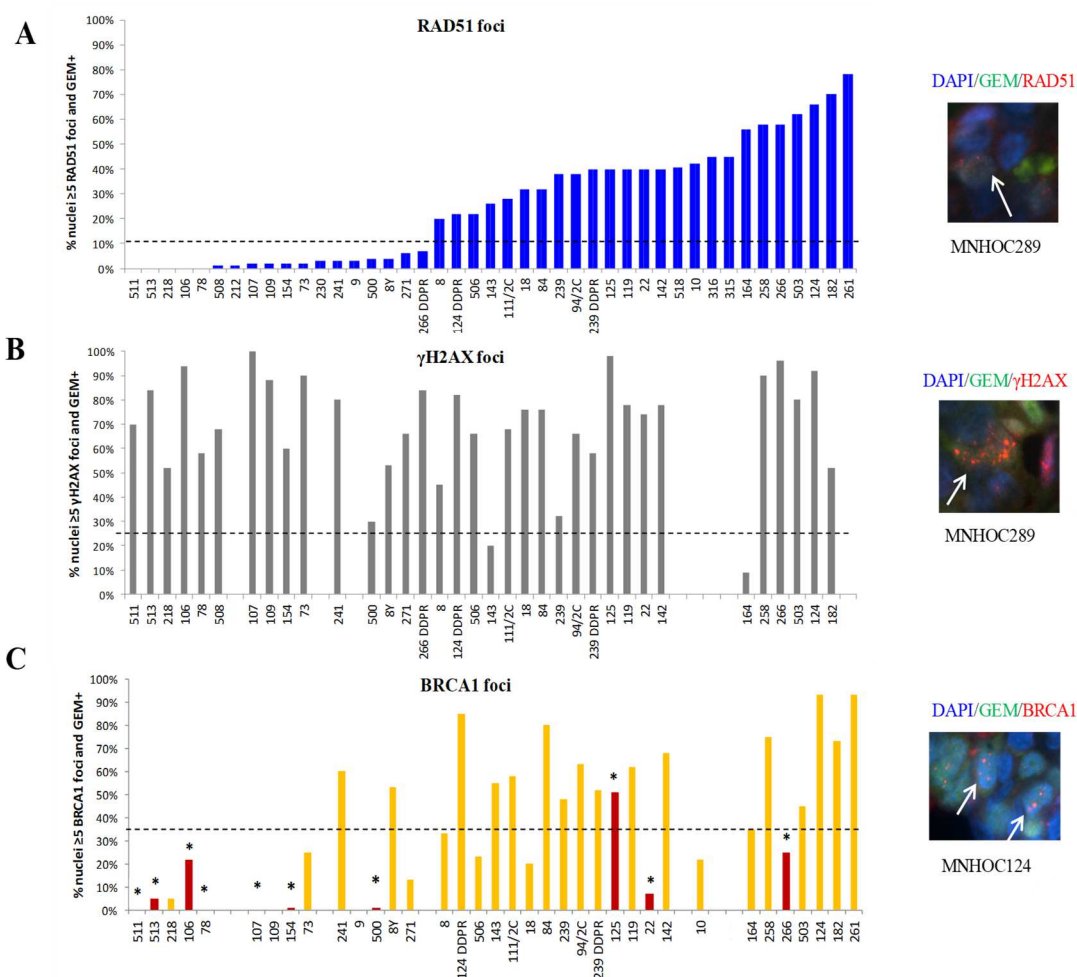 A
RAD51 foci
% nuclei ≥5 RAD51 foci and GEM+
100%
90%
80%
70%
60%
50%
40%
30%
20%
10%
0%
511 513 218 106 78 508 212 107 109 154 73 230 241 9 500 8Y 271 266 DDPR 8 124 DDPR 506 143 111/2C 18 84 239 94/2C 239 DDPR 125 119 22 142 518 10 316 315 164 258 266 503 124 182 261
DAPI/GEM/RAD51
MNHOC289
B
γH2AX foci
% nuclei ≥5 γH2AX foci and GEM+
100%
90%
80%
70%
60%
50%
40%
30%
20%
10%
0%
511 513 218 106 78 508 107 109 154 73 241 500 8Y 271 266 DDPR 8 124 DDPR 506 143 111/2C 18 84 239 94/2C 239 DDPR 125 119 22 142 164 258 266 503 124 182
DAPI/GEM/γH2AX
MNHOC289
C
BRCA1 foci
% nuclei ≥5 BRCA1 foci and GEM+
100%
90%
80%
70%
60%
50%
40%
30%
20%
10%
0%
* * * * * * * * * *
511 513 218 106 78 107 109 154 73 241 9 500 8Y 271 8 124 DDPR 506 143 111/2C 18 84 239 94/2C 239 DDPR 125 119 22 142 10 164 258 266 503 124 182 261
DAPI/GEM/BRCA1
MNHOC124